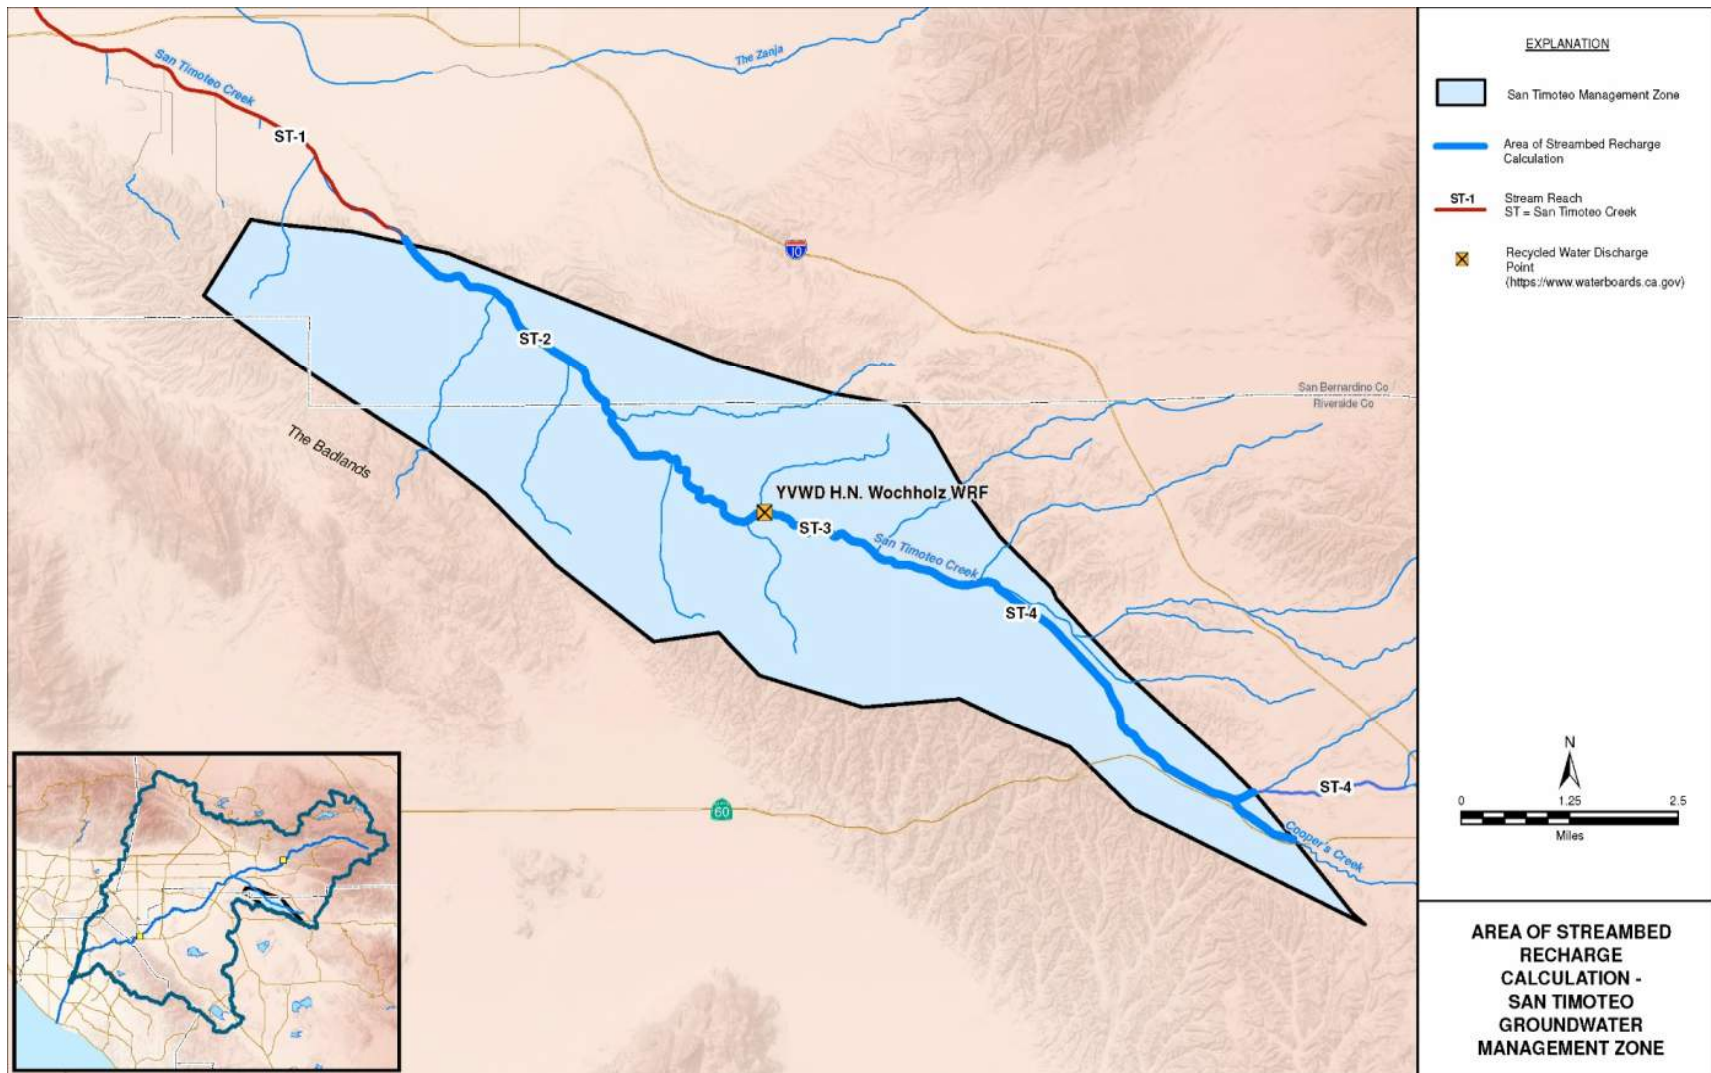 San Timoteo Creek
The Zanja
ST-1
10
ST-2
San Bernardino Co
Riverside Co
The Badlands
YVWD H.N. Wochholz WRF
ST-3
San Timoteo Creek
ST-4
ST-4
60
Cooper's Creek
EXPLANATION
San Timoteo Management Zone
Area of Streambed Recharge
Calculation
ST-1
Stream Reach
ST = San Timoteo Creek
Recycled Water Discharge
Point
(https://www.waterboards.ca.gov)
N
0 1.25 2.5
Miles
AREA OF STREAMBED
RECHARGE
CALCULATION -
SAN TIMOTEO
GROUNDWATER
MANAGEMENT ZONE